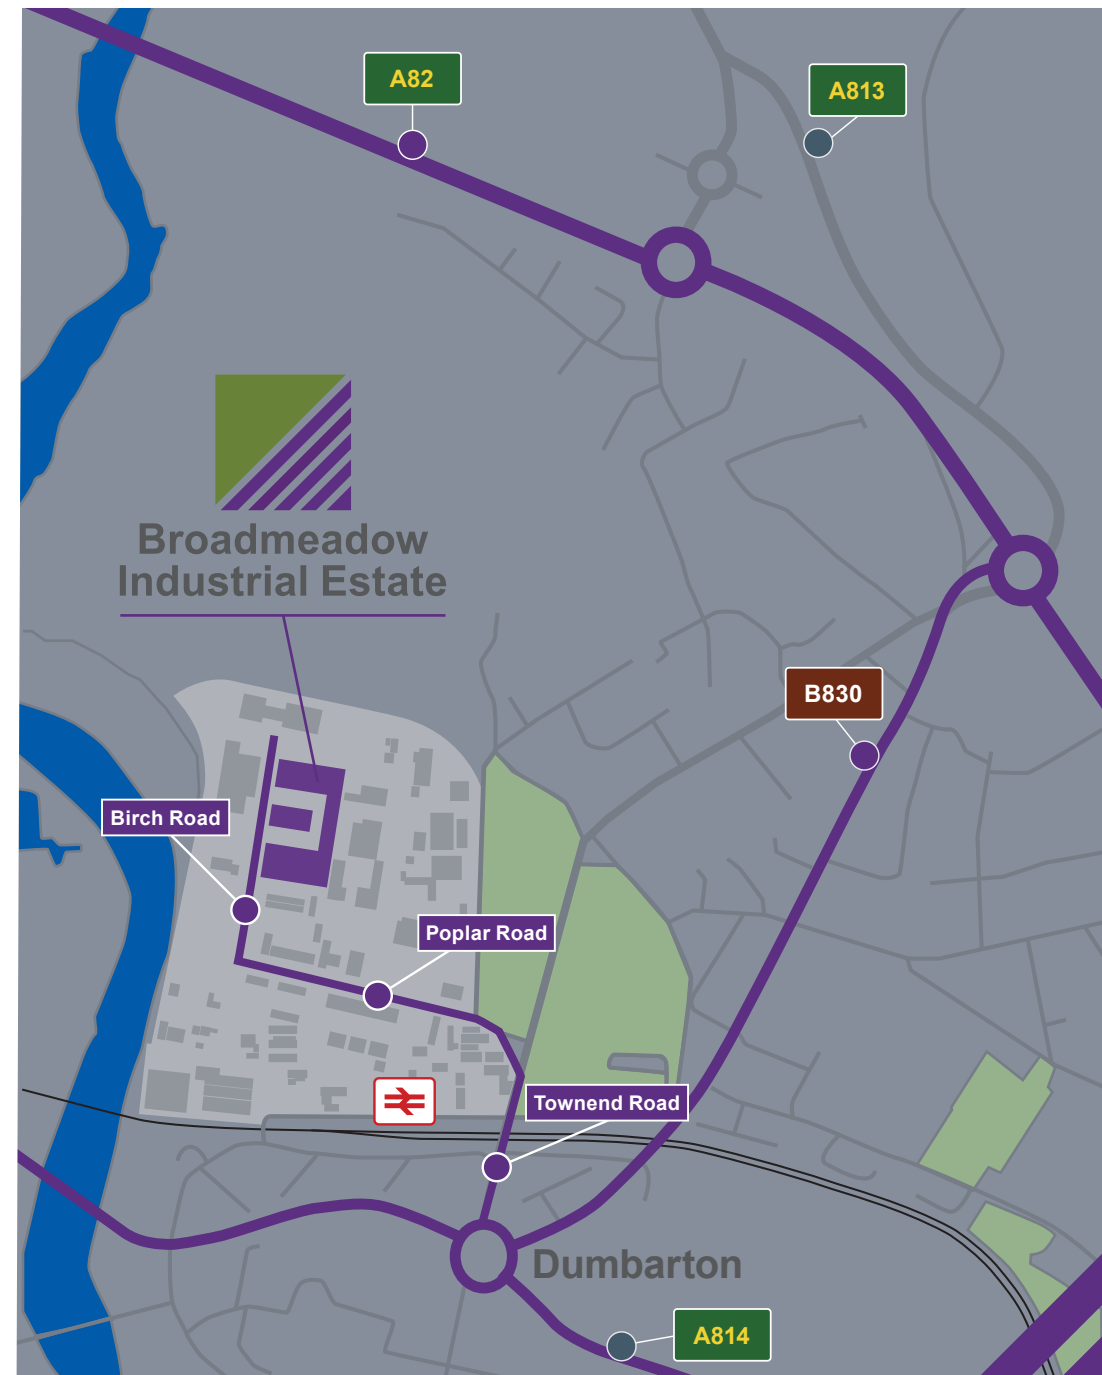 A82
A813
Broadmeadow
Industrial Estate
B830
Birch Road
Poplar Road
Townend Road
Dumbarton
A814